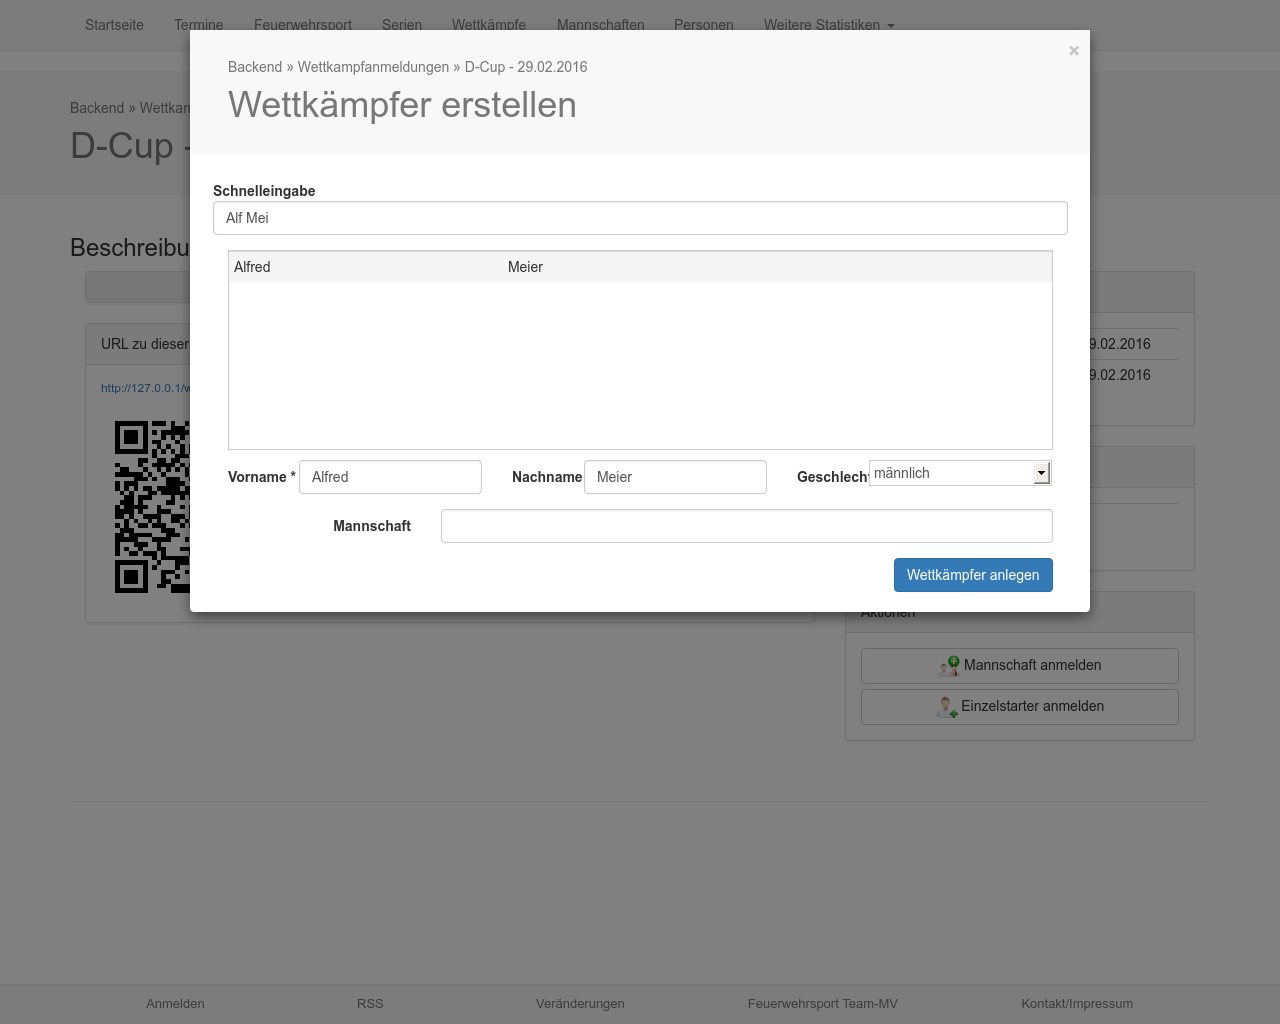 Startseite Termine Feuerwehrsport Serien Wettkämpfe Mannschaften Personen Weitere Statistiken
×
Backend » Wettkampfanmeldungen » D-Cup - 29.02.2016
Wettkämpfer erstellen
Backend » Wettkam
D-Cup -
Schnelleingabe
Alf Mei
Beschreibu
Alfred Meier
URL zu dieser
9.02.2016
9.02.2016
http://127.0.0.1/w
Vorname * Alfred Nachname Meier Geschlecht männlich
Mannschaft
Wettkämpfer anlegen
Aktionen
Mannschaft anmelden
Einzelstarter anmelden
Anmelden RSS Veränderungen Feuerwehrsport Team-MV Kontakt/Impressum